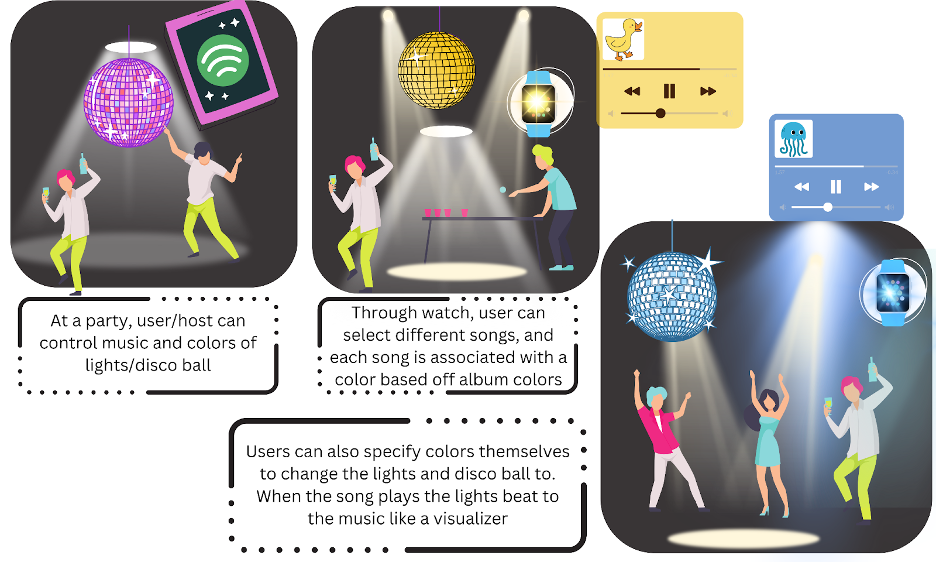 At a party, user/host can
control music and colors of
lights/disco ball
Through watch, user can
select different songs, and
each song is associated with a
color based off album colors
Users can also specify colors themselves
to change the lights and disco ball to.
When the song plays the lights beat to
the music like a visualizer